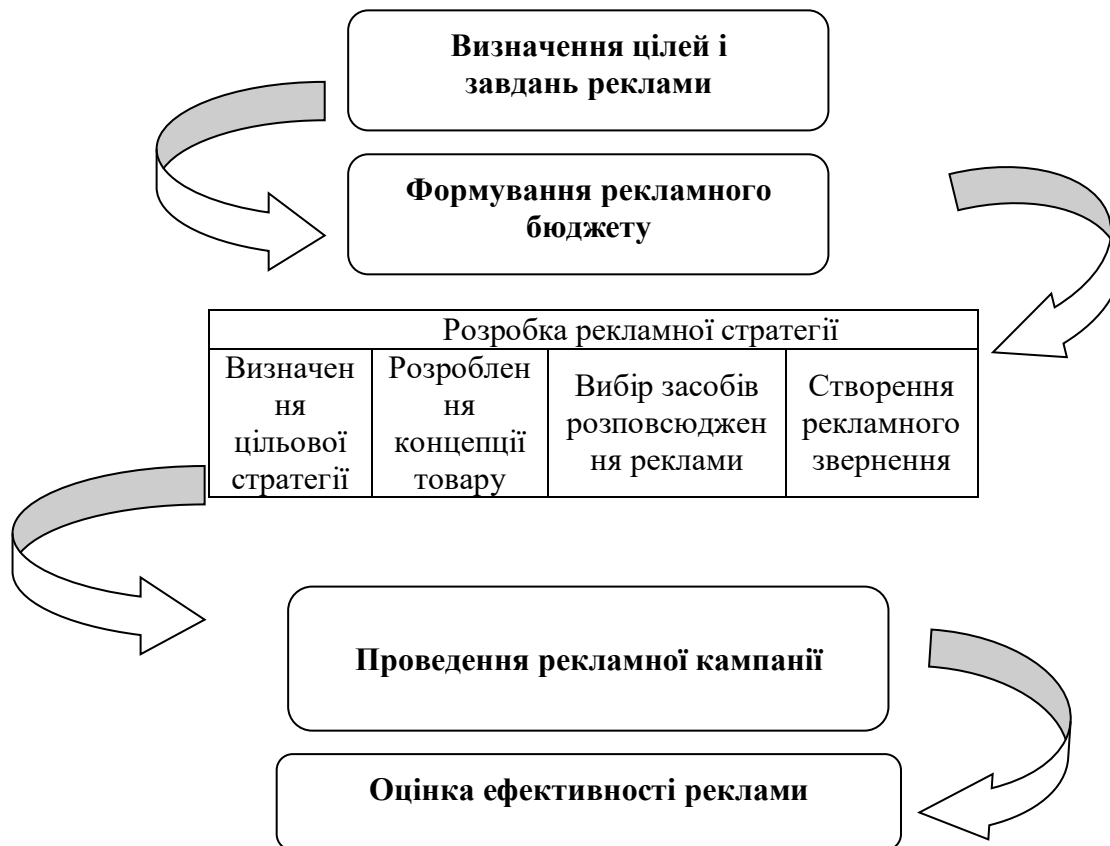 Визначення цілей і
завдань реклами
Формування рекламного
бюджету
Розробка рекламної стратегії
Визначен
ня
цільової
стратегії
Розроблен
ня
концепції
товару
Вибір засобів
розповсюджен
ня реклами
Створення
рекламного
звернення
Проведення рекламної кампанії
Оцінка ефективності реклами